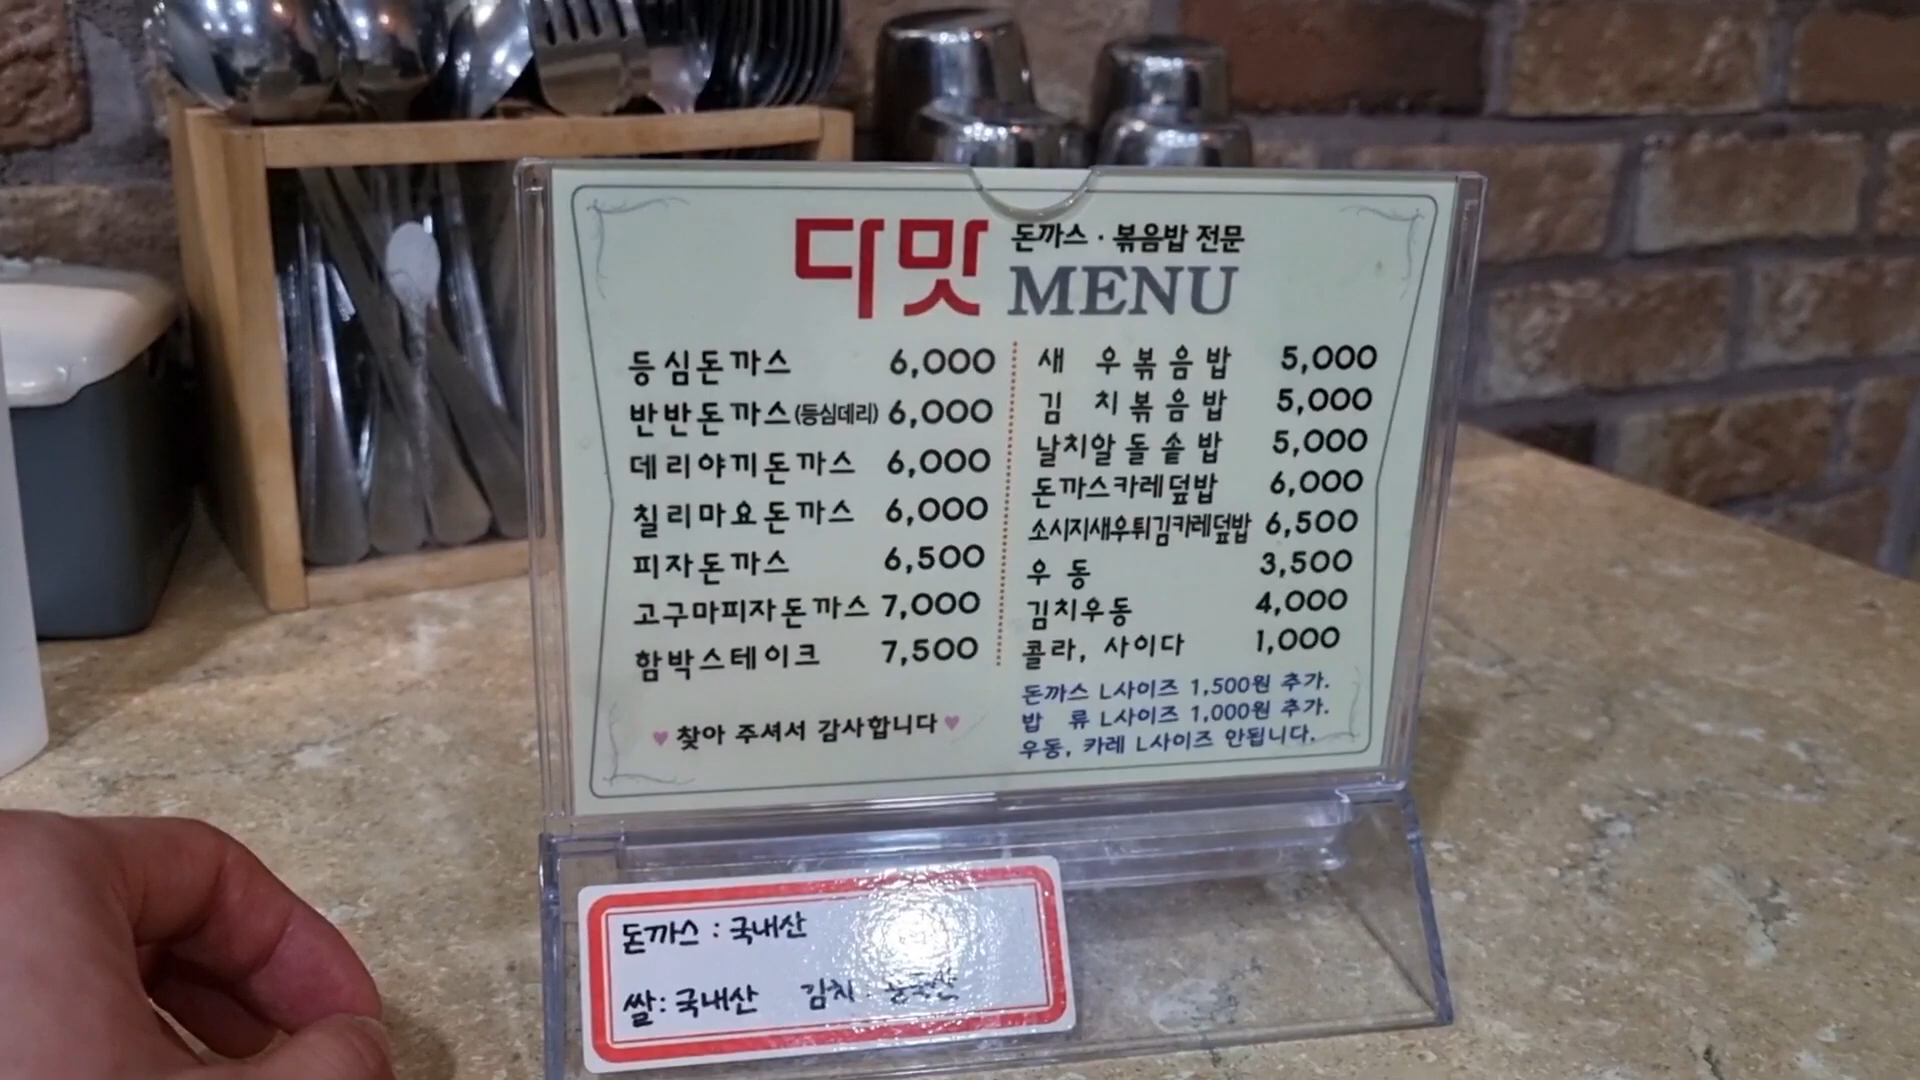 다맛 돈까스 · 볶음밥 전문
MENU
등심돈까스 6,000
반반돈까스(등심데리) 6,000
데리야끼돈까스 6,000
칠리마요돈까스 6,000
피자돈까스 6,500
고구마피자돈까스 7,000
함박스테이크 7,500
♥ 찾아 주셔서 감사합니다 ♥
새우볶음밥 5,000
김치볶음밥 5,000
날치알돌솥밥 5,000
돈까스카레덮밥 6,000
소시지새우튀김카레덮밥 6,500
우동 3,500
김치우동 4,000
콜라, 사이다 1,000
돈까스 L사이즈 1,500원 추가.
밥 류 L사이즈 1,000원 추가.
우동, 카레 L사이즈 안됩니다.
돈까스 : 국내산
쌀: 국내산 김치 :